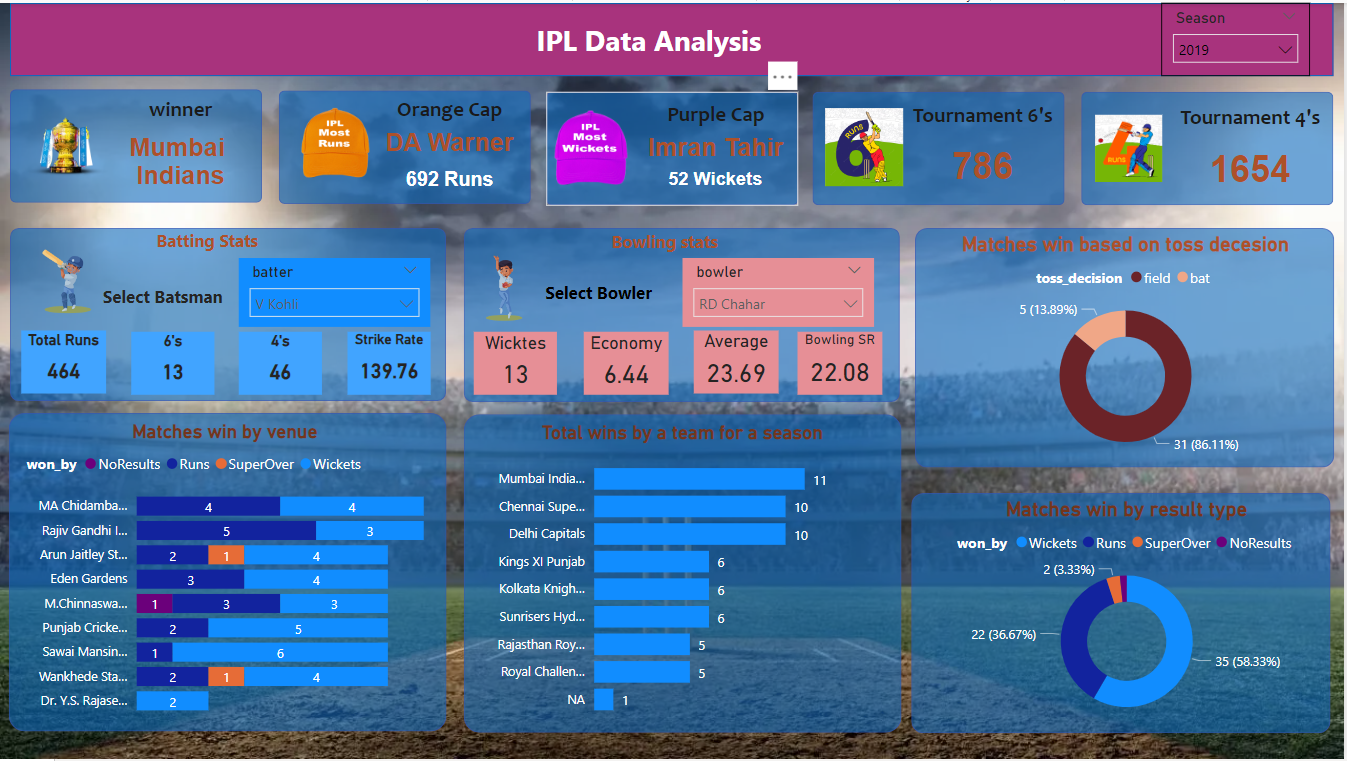 IPL Data Analysis
Season
2019
winner
Mumbai
Indians
IPL
Most
Runs
Orange Cap
DA Warner
692 Runs
IPL
Most
Wickets
Purple Cap
Imran Tahir
52 Wickets
RUNS
6
Tournament 6's
786
4
RUNS
Tournament 4's
1654
Batting Stats
Select Batsman
batter
V Kohli
Total Runs
464
6's
13
4's
46
Strike Rate
139.76
Bowling stats
Select Bowler
bowler
RD Chahar
Wicktes
13
Economy
6.44
Average
23.69
Bowling SR
22.08
Matches win based on toss decesion
toss_decision field bat
5 (13.89%)
31 (86.11%)
Matches win by venue
won_by NoResults Runs SuperOver Wickets
MA Chidamba... 4 4
Rajiv Gandhi I... 5 3
Arun Jaitley St... 2 1 4
Eden Gardens 3 4
M.Chinnaswa... 1 3 3
Punjab Cricke... 2 5
Sawai Mansin... 1 6
Wankhede Sta... 2 1 4
Dr. Y.S. Rajase... 2
Total wins by a team for a season
Mumbai India... 11
Chennai Supe... 10
Delhi Capitals 10
Kings XI Punjab 6
Kolkata Knigh... 6
Sunrisers Hyd... 6
Rajasthan Roy... 5
Royal Challen... 5
NA 1
Matches win by result type
won_by Wickets Runs SuperOver NoResults
2 (3.33%)
22 (36.67%)
35 (58.33%)